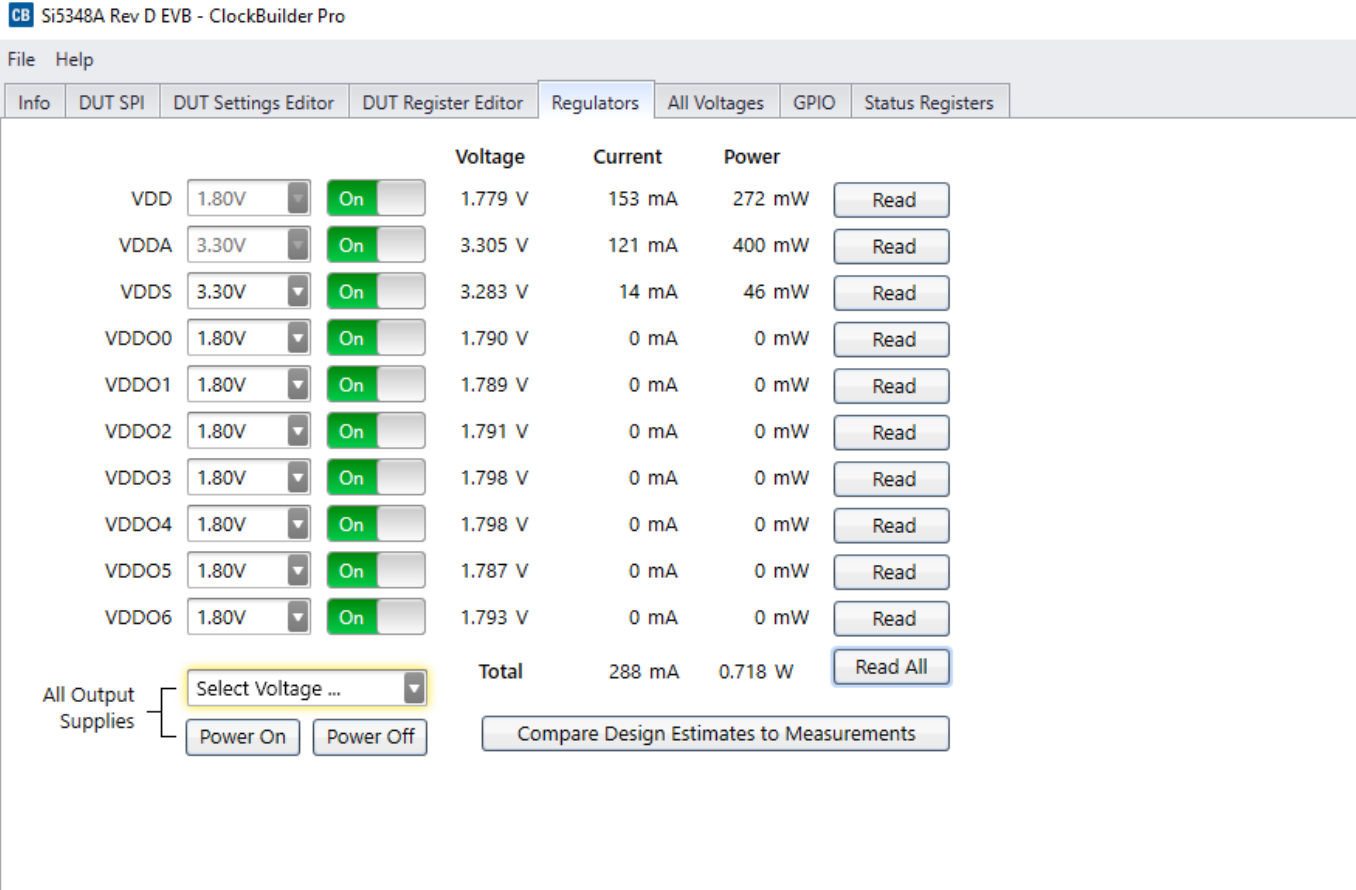 CB Si5348A Rev D EVB - ClockBuilder Pro
File Help
Info DUT SPI DUT Settings Editor DUT Register Editor Regulators All Voltages GPIO Status Registers
Voltage Current Power
VDD 1.80V On 1.779 V 153 mA 272 mW Read
VDDA 3.30V On 3.305 V 121 mA 400 mW Read
VDDS 3.30V On 3.283 V 14 mA 46 mW Read
VDDO0 1.80V On 1.790 V 0 mA 0 mW Read
VDDO1 1.80V On 1.789 V 0 mA 0 mW Read
VDDO2 1.80V On 1.791 V 0 mA 0 mW Read
VDDO3 1.80V On 1.798 V 0 mA 0 mW Read
VDDO4 1.80V On 1.798 V 0 mA 0 mW Read
VDDO5 1.80V On 1.787 V 0 mA 0 mW Read
VDDO6 1.80V On 1.793 V 0 mA 0 mW Read
Total 288 mA 0.718 W Read All
All Output Supplies
Select Voltage ...
Power On Power Off
Compare Design Estimates to Measurements